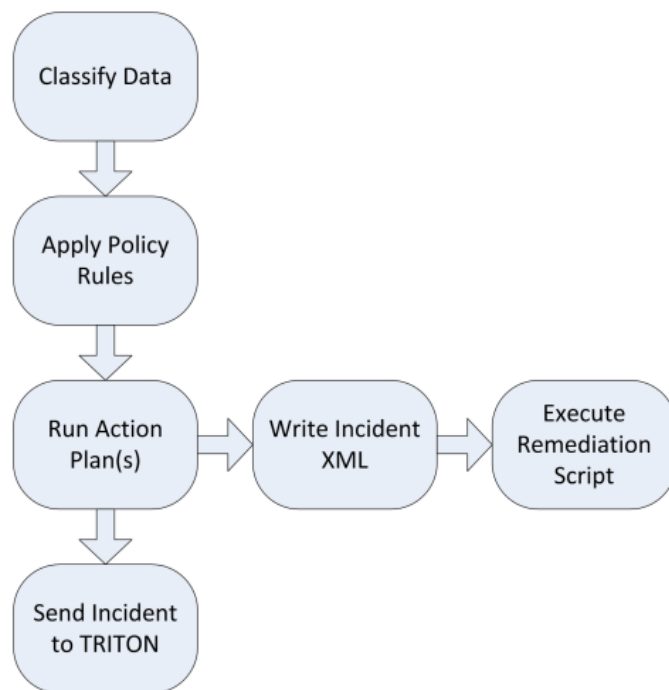 Classify Data
Apply Policy
Rules
Run Action
Plan(s)
Write Incident
XML
Execute
Remediation
Script
Send Incident
to TRITON